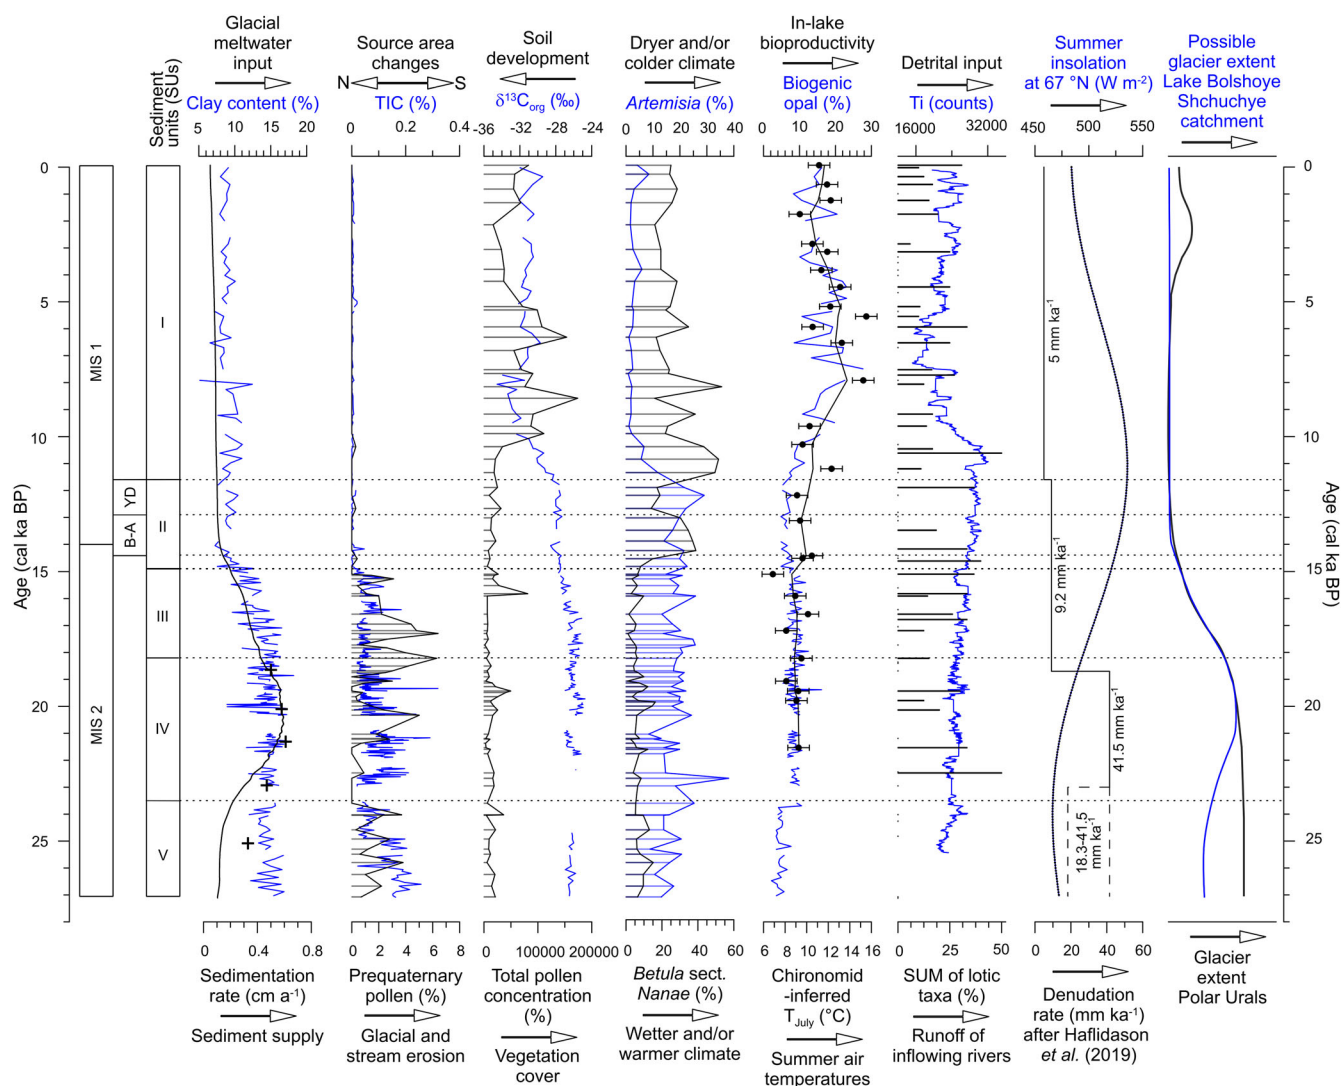 Sediment
units (SUs)
Glacial
meltwater
input
Clay content (%)
5 10 15 20
Source area
changes
N S
TIC (%)
0 0.2 0.4
Soil
development
δ13Corg (‰)
-36 -32 -28 -24
Dryer and/or
colder climate
Artemisia (%)
0 10 20 30 40
In-lake
bioproductivity
Biogenic
opal (%)
0 10 20 30
Detrital input
Ti (counts)
16000 32000
Summer
insolation
at 67 °N (W m-2)
450 500 550
Possible
glacier extent
Lake Bolshoye
Shchuchye
catchment
Age (cal ka BP)
0
5
10
15
20
25
MIS 1
MIS 2
YD
B-A
I
II
III
IV
V
5 mm ka-1
9.2 mm ka-1
41.5 mm ka-1
18.3-41.5
mm ka-1
0
5
10
15
20
25
Age (cal ka BP)
0 0.4 0.8
Sedimentation
rate (cm a-1)
Sediment supply
0 2 4 6 8
Prequaternary
pollen (%)
Glacial and
stream erosion
0 100000 200000
Total pollen
concentration
(%)
Vegetation
cover
0 20 40 60
Betula sect.
Nanae (%)
Wetter and/or
warmer climate
6 8 10 12 14 16
Chironomid
-inferred
TJuly (°C)
Summer air
temperatures
0 25 50
SUM of lotic
taxa (%)
Runoff of
inflowing rivers
0 20 40 60
Denudation
rate (mm ka-1)
after Haflidason
et al. (2019)
Glacier
extent
Polar Urals